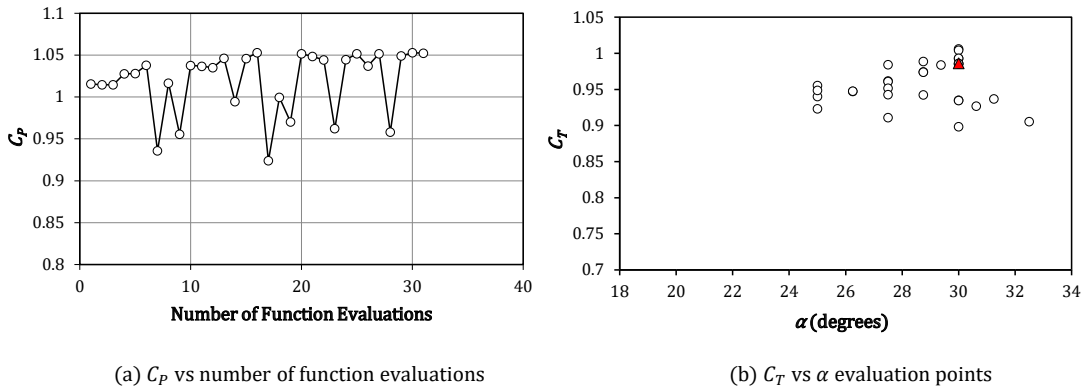 1.1
1.05
1
0.95
0.9
0.85
0.8
C_P
0 10 20 30 40
Number of Function Evaluations
(a) C_P vs number of function evaluations
1.05
1
0.95
0.9
0.85
0.8
0.75
0.7
C_T
18 20 22 24 26 28 30 32 34
α (degrees)
(b) C_T vs α evaluation points